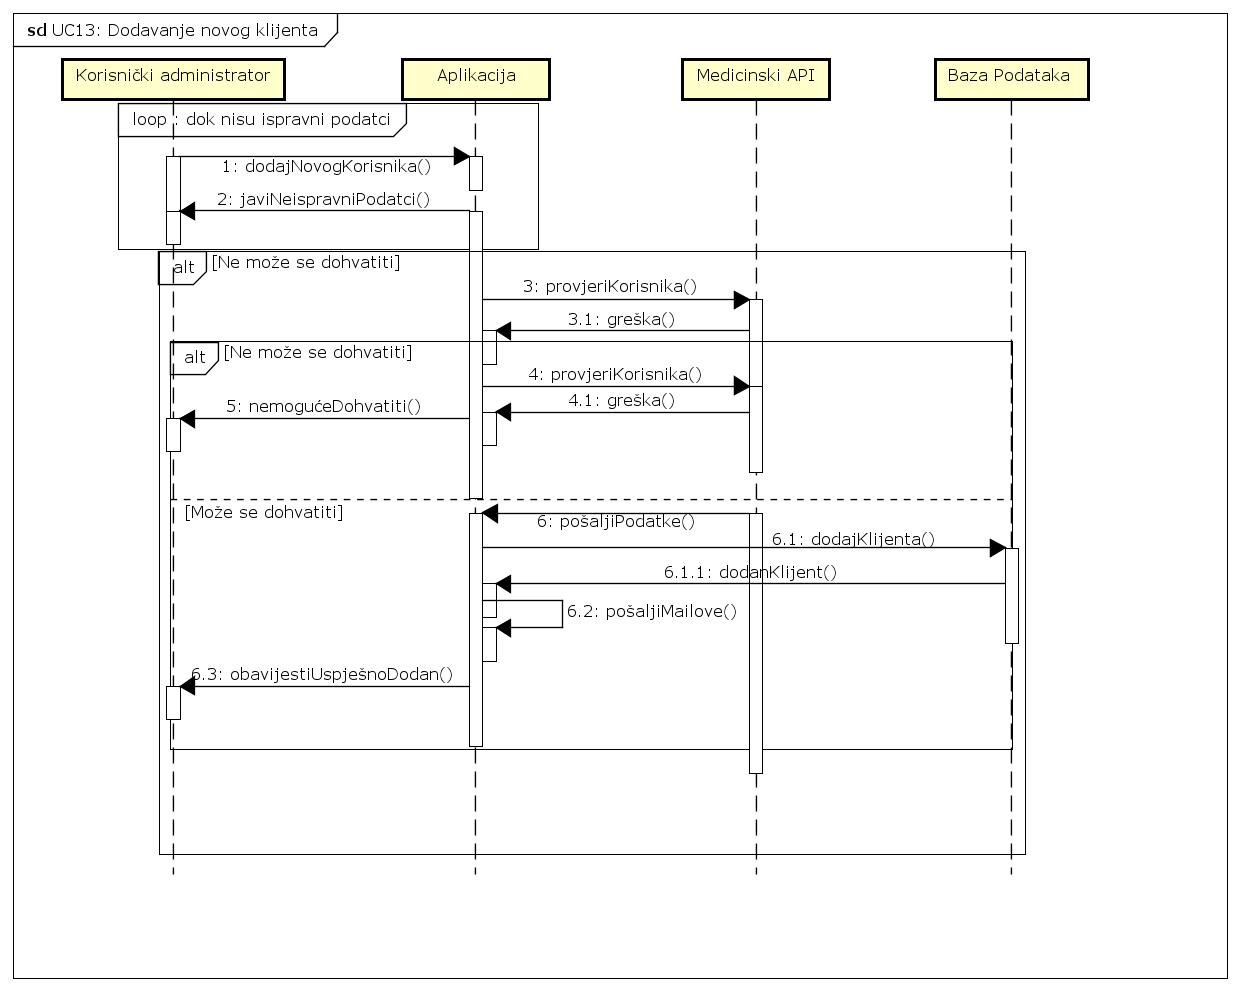 sd UC13: Dodavanje novog klijenta
Korisnički administrator
Aplikacija
Medicinski API
Baza Podataka
loop : dok nisu ispravni podatci
1: dodajNovogKorisnika()
2: javiNeispravniPodatci()
alt [Ne može se dohvatiti]
3: provjeriKorisnika()
3.1: greška()
alt [Ne može se dohvatiti]
4: provjeriKorisnika()
4.1: greška()
5: nemogućeDohvatiti()
[Može se dohvatiti]
6: pošaljiPodatke()
6.1: dodajKlijenta()
6.1.1: dodanKlijent()
6.2: pošaljiMailove()
6.3: obavijestiUspješnoDodan()